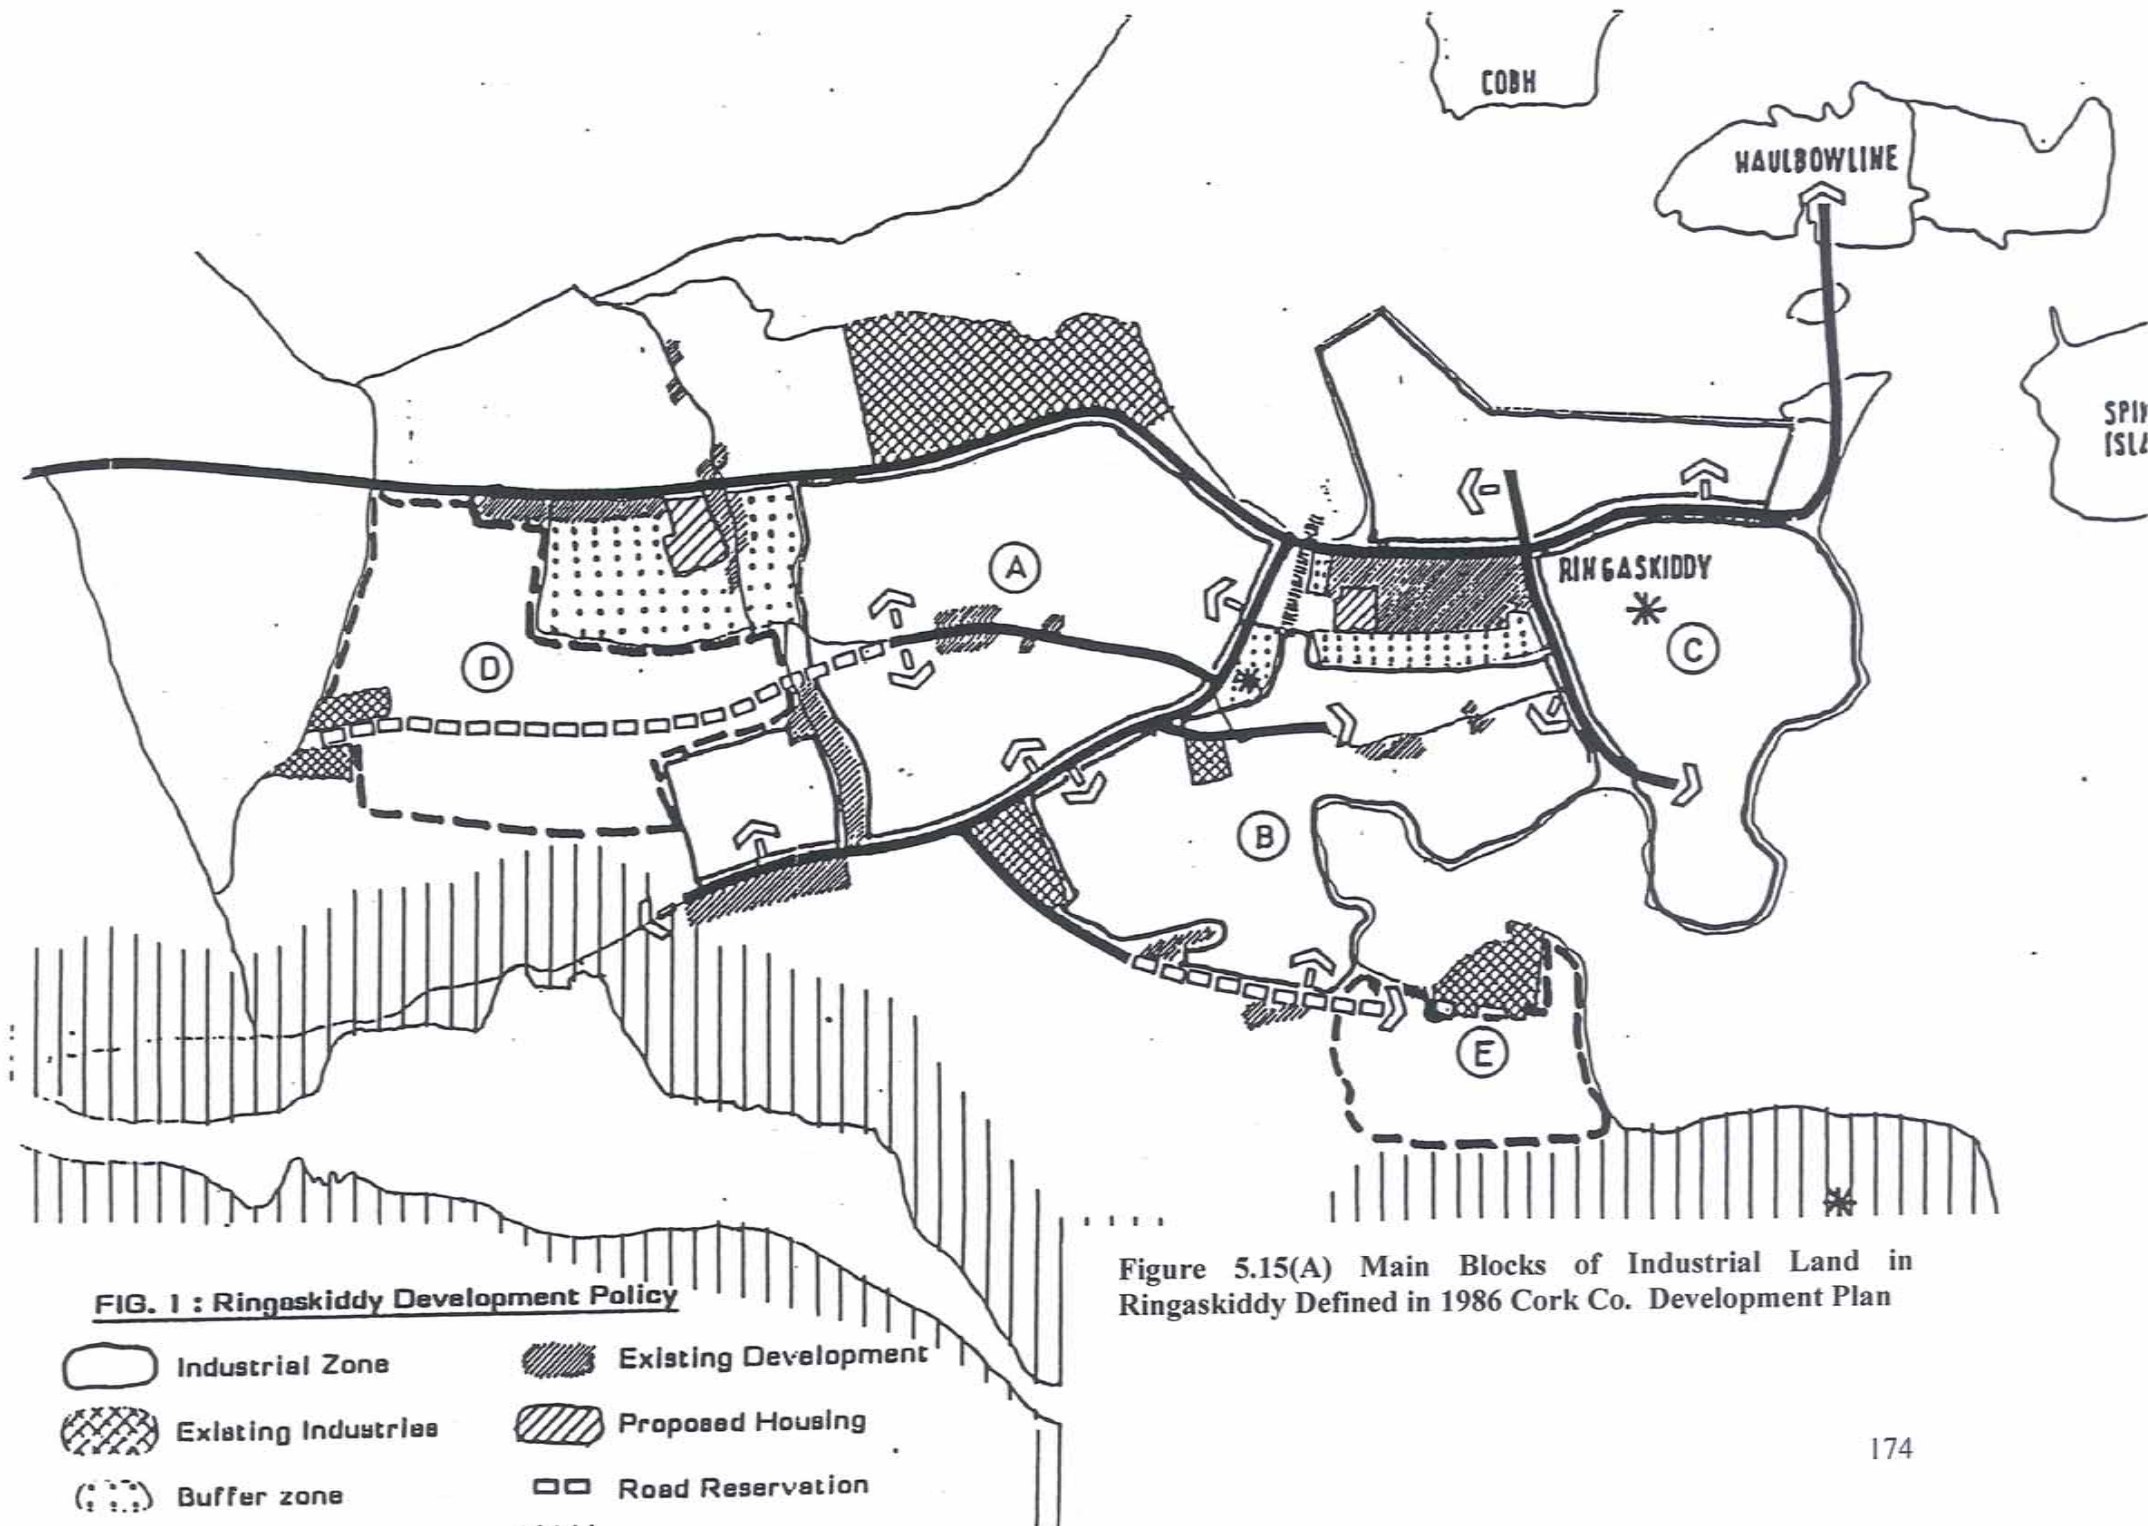 COBH
HAULBOWLINE
RINGASKIDDY
A
C
D
B
E
Figure 5.15(A) Main Blocks of Industrial Land in
Ringaskiddy Defined in 1986 Cork Co. Development Plan
FIG. 1 : Ringaskiddy Development Policy
Industrial Zone
Existing Development
Existing Industries
Proposed Housing
Buffer zone
Road Reservation
174